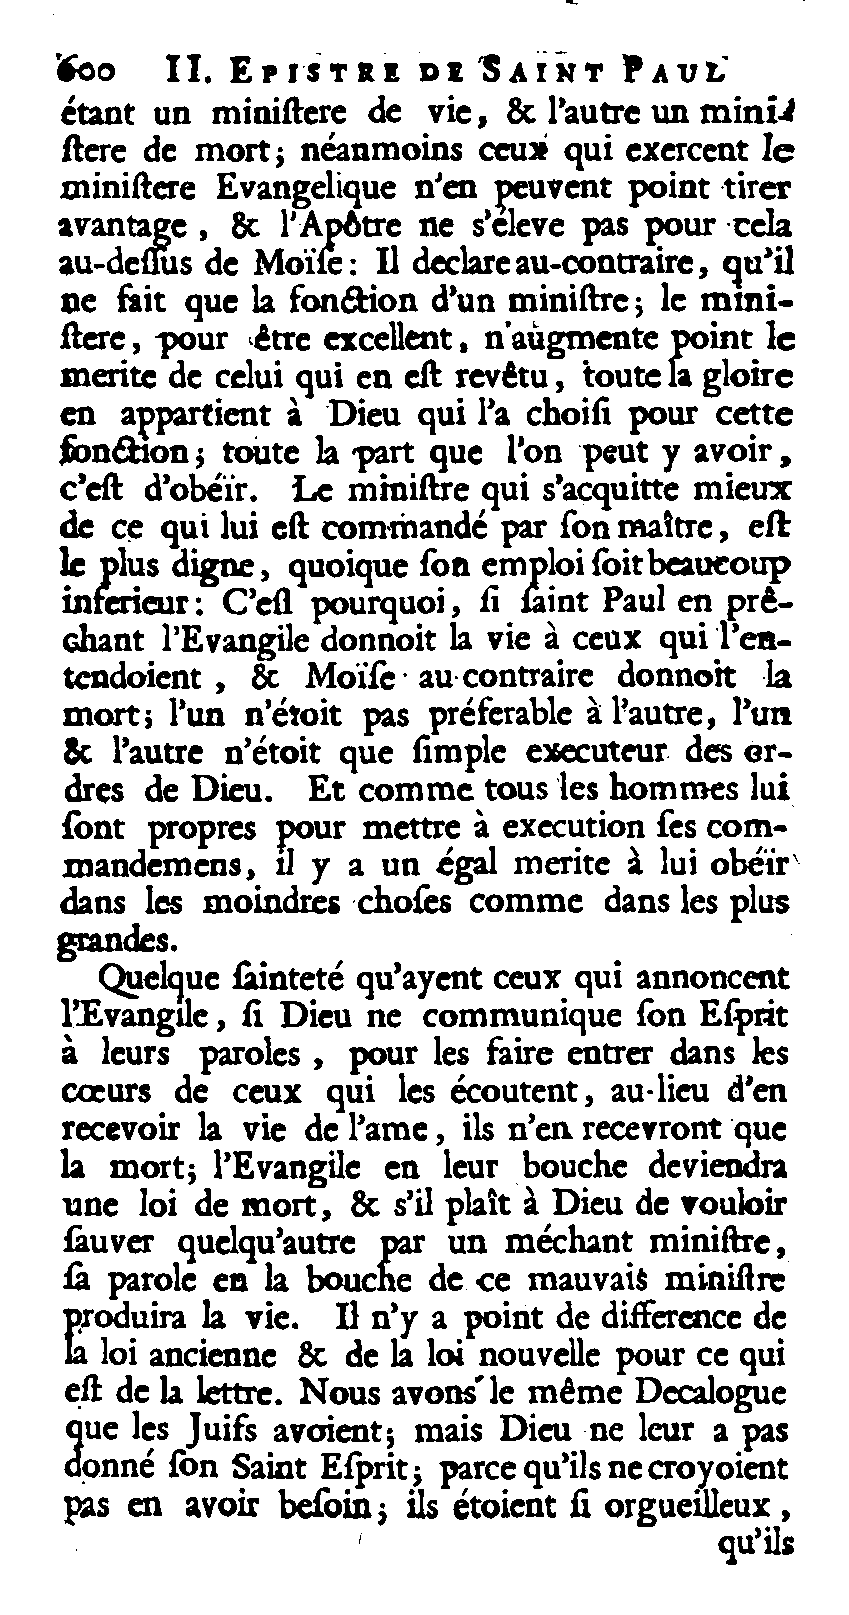 600 II. EPISTRE DE SAINT PAUL
étant un miniſtere de vie, & l'autre un mini-
ſtere de mort; néanmoins ceux qui exercent le
miniſtere Evangelique n'en peuvent point tirer
avantage, & l'Apôtre ne s'éleve pas pour cela
au-deſſus de Moïſe: Il declare au-contraire, qu'il
ne fait que la fonction d'un miniſtre; le mini-
ſtere, pour être excellent, n'augmente point le
merite de celui qui en eſt revêtu, toute la gloire
en appartient à Dieu qui l'a choiſi pour cette
fonction; toute la part que l'on peut y avoir,
c'eſt d'obéïr. Le miniſtre qui s'acquitte mieux
de ce qui lui eſt commandé par ſon maître, eſt
le plus digne, quoique ſon emploi ſoit beaucoup
inferieur: C'eſt pourquoi, ſi ſaint Paul en prê-
chant l'Evangile donnoit la vie à ceux qui l'en-
tendoient, & Moïſe au-contraire donnoit la
mort; l'un n'étoit pas préferable à l'autre, l'un
& l'autre n'étoit que ſimple executeur des or-
dres de Dieu. Et comme tous les hommes lui
ſont propres pour mettre à execution ſes com-
mandemens, il y a un égal merite à lui obéïr
dans les moindres choſes comme dans les plus
grandes.
Quelque ſainteté qu'ayent ceux qui annoncent
l'Evangile, ſi Dieu ne communique ſon Eſprit
à leurs paroles, pour les faire entrer dans les
cœurs de ceux qui les écoutent, au-lieu d'en
recevoir la vie de l'ame, ils n'en recevront que
la mort; l'Evangile en leur bouche deviendra
une loi de mort, & s'il plaît à Dieu de vouloir
ſauver quelqu'autre par un méchant miniſtre,
ſa parole en la bouche de ce mauvais miniſtre
produira la vie. Il n'y a point de difference de
la loi ancienne & de la loi nouvelle pour ce qui
eſt de la lettre. Nous avons le même Decalogue
que les Juifs avoient; mais Dieu ne leur a pas
donné ſon Saint Eſprit; parce qu'ils ne croyoient
pas en avoir beſoin; ils étoient ſi orgueilleux,
qu'ils